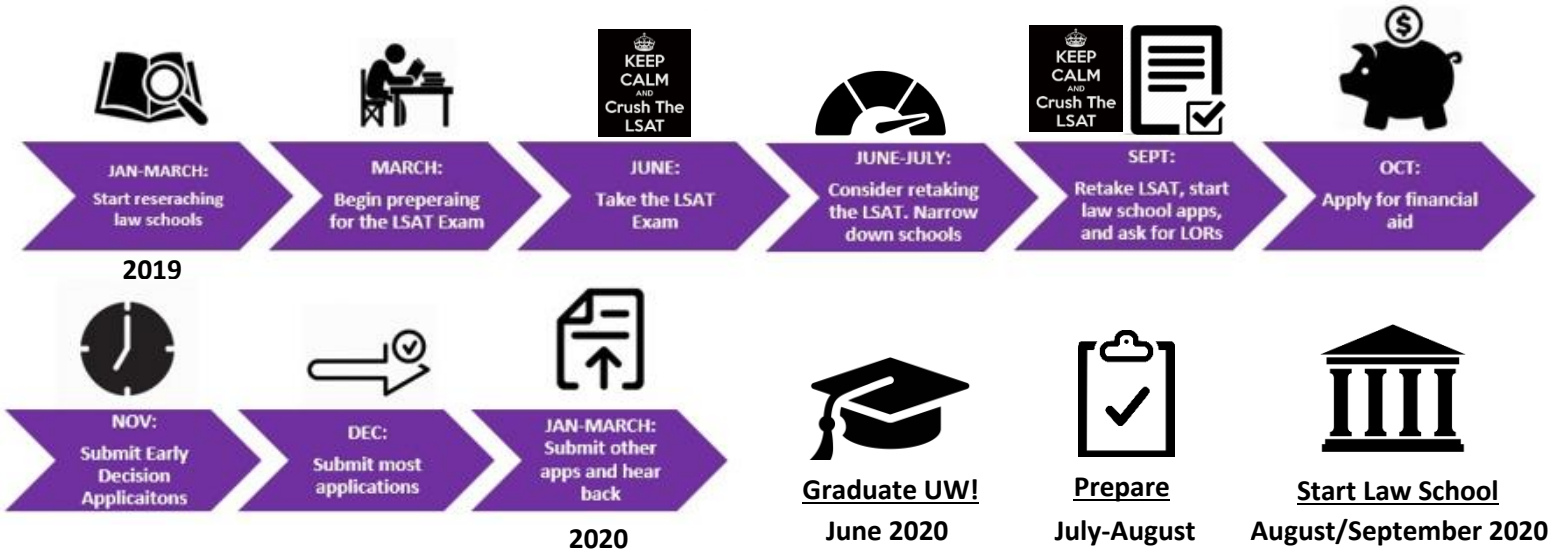 KEEP
CALM
AND
Crush The
LSAT
KEEP
CALM
AND
Crush The
LSAT
$
JAN-MARCH:
Start reseraching
law schools
MARCH:
Begin preperaing
for the LSAT Exam
JUNE:
Take the LSAT
Exam
JUNE-JULY:
Consider retaking
the LSAT. Narrow
down schools
SEPT:
Retake LSAT, start
law school apps,
and ask for LORs
OCT:
Apply for financial
aid
2019
NOV:
Submit Early
Decision
Applicaitons
DEC:
Submit most
applications
JAN-MARCH:
Submit other
apps and hear
back
2020
Graduate UW!
June 2020
Prepare
July-August
Start Law School
August/September 2020